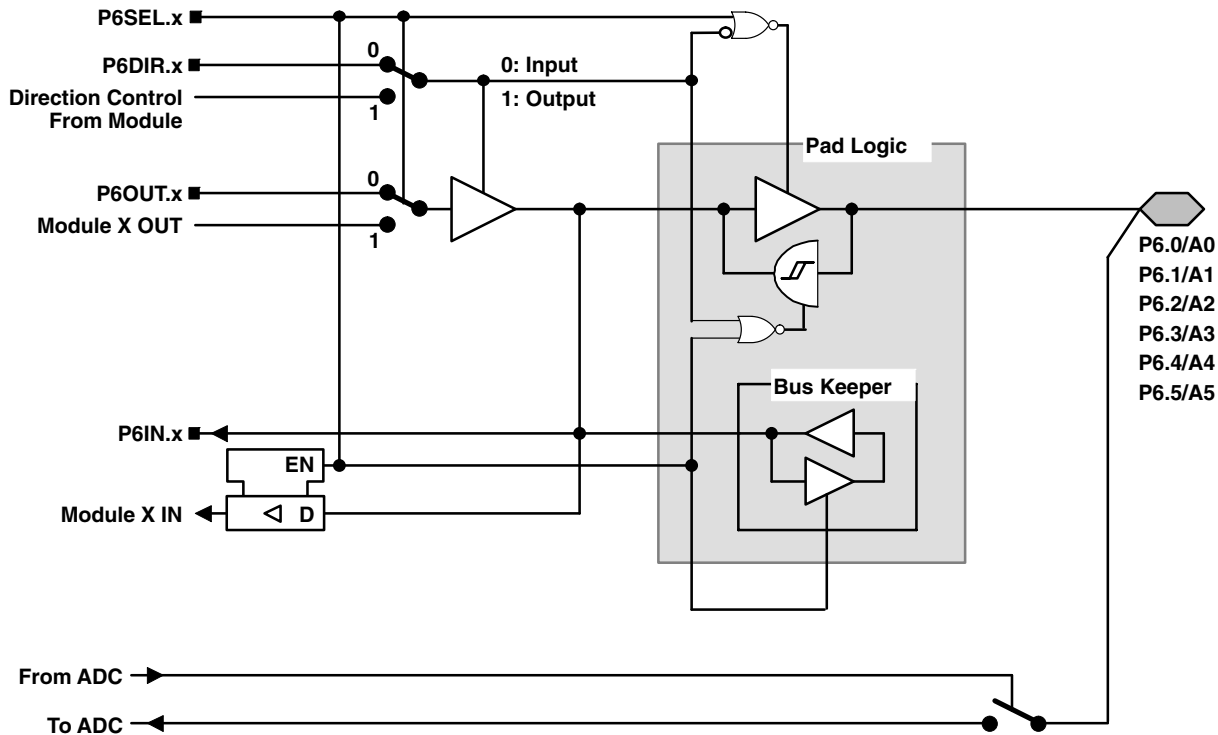 P6SEL.x
P6DIR.x
0
0: Input
Direction Control
From Module
1
1: Output
Pad Logic
P6OUT.x
0
Module X OUT
1
P6.0/A0
P6.1/A1
P6.2/A2
P6.3/A3
P6.4/A4
P6.5/A5
Bus Keeper
P6IN.x
EN
Module X IN
D
From ADC
To ADC